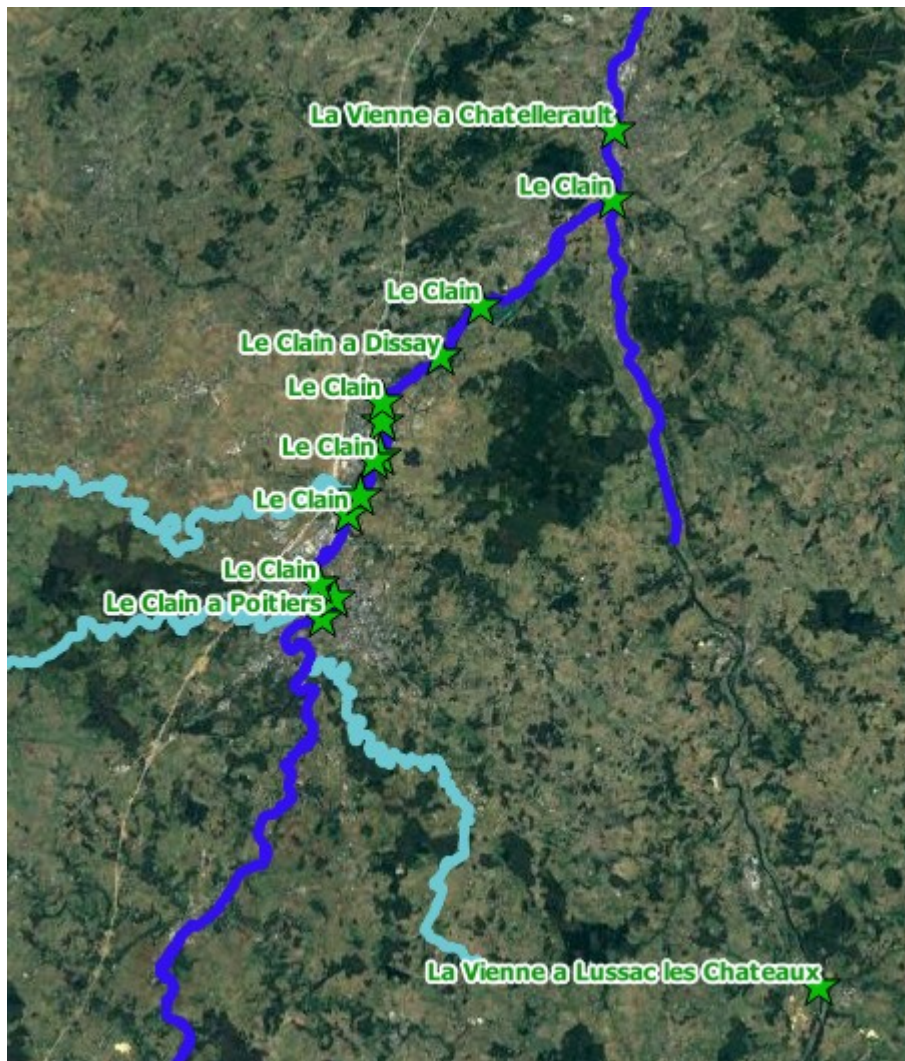 La Vienne a Chatellerault
Le Clain
Le Clain
Le Clain a Dissay
Le Clain
Le Clain
Le Clain
Le Clain
Le Clain a Poitiers
La Vienne a Lussac les Chateaux